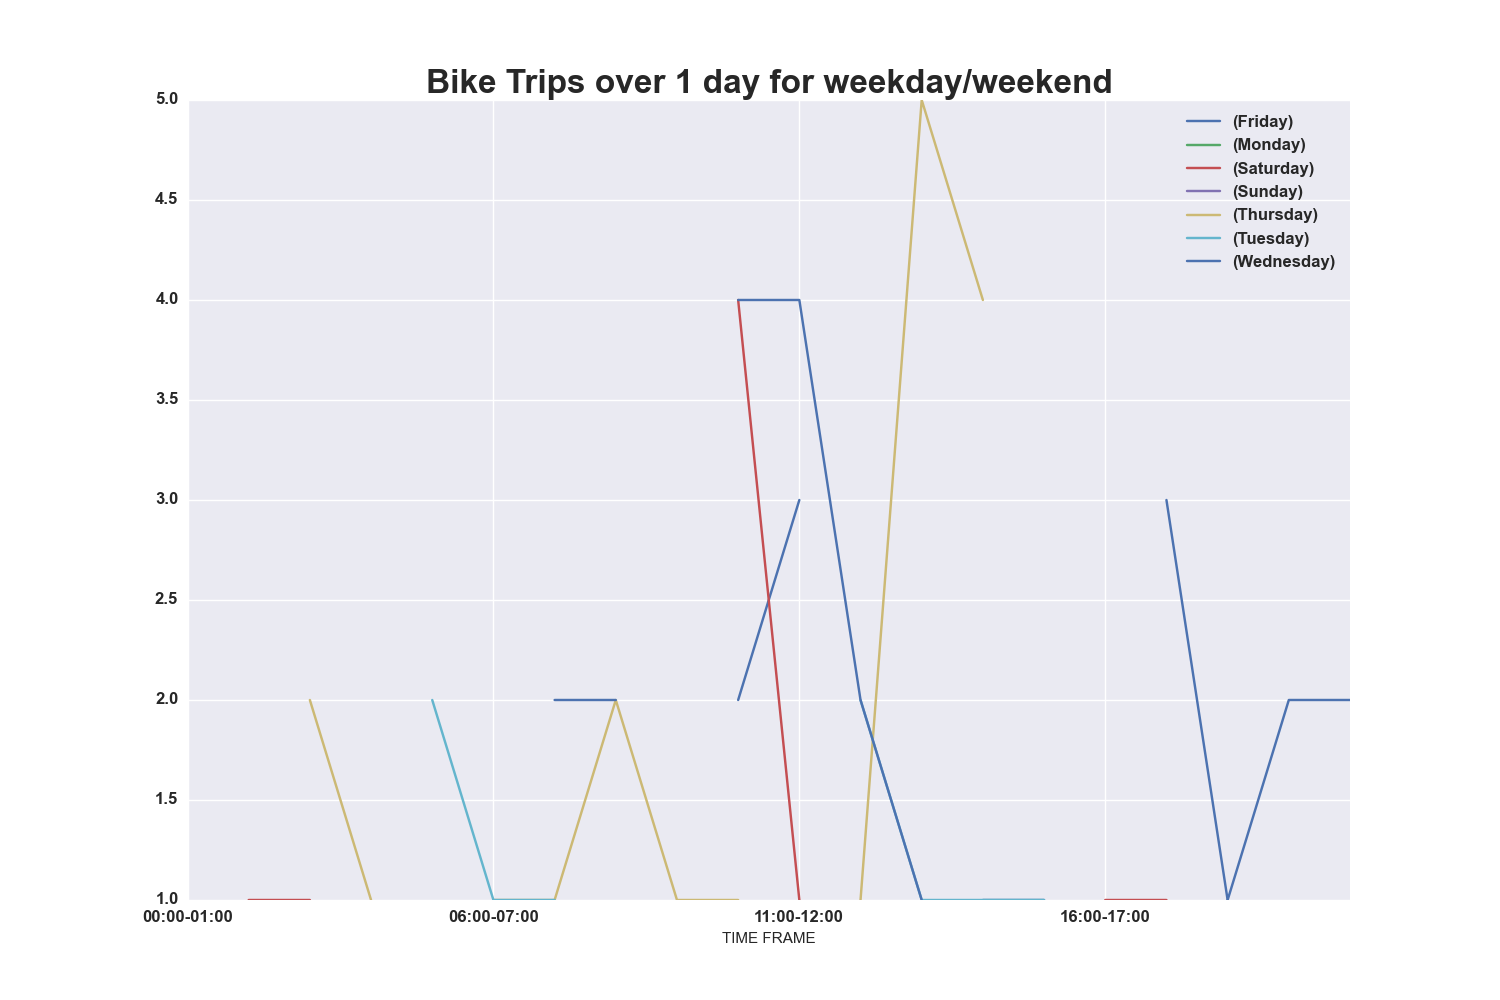 Bike Trips over 1 day for weekday/weekend
5.0
4.5
4.0
3.5
3.0
2.5
2.0
1.5
1.0
(Friday)
(Monday)
(Saturday)
(Sunday)
(Thursday)
(Tuesday)
(Wednesday)
00:00-01:00 06:00-07:00 11:00-12:00 16:00-17:00
TIME FRAME